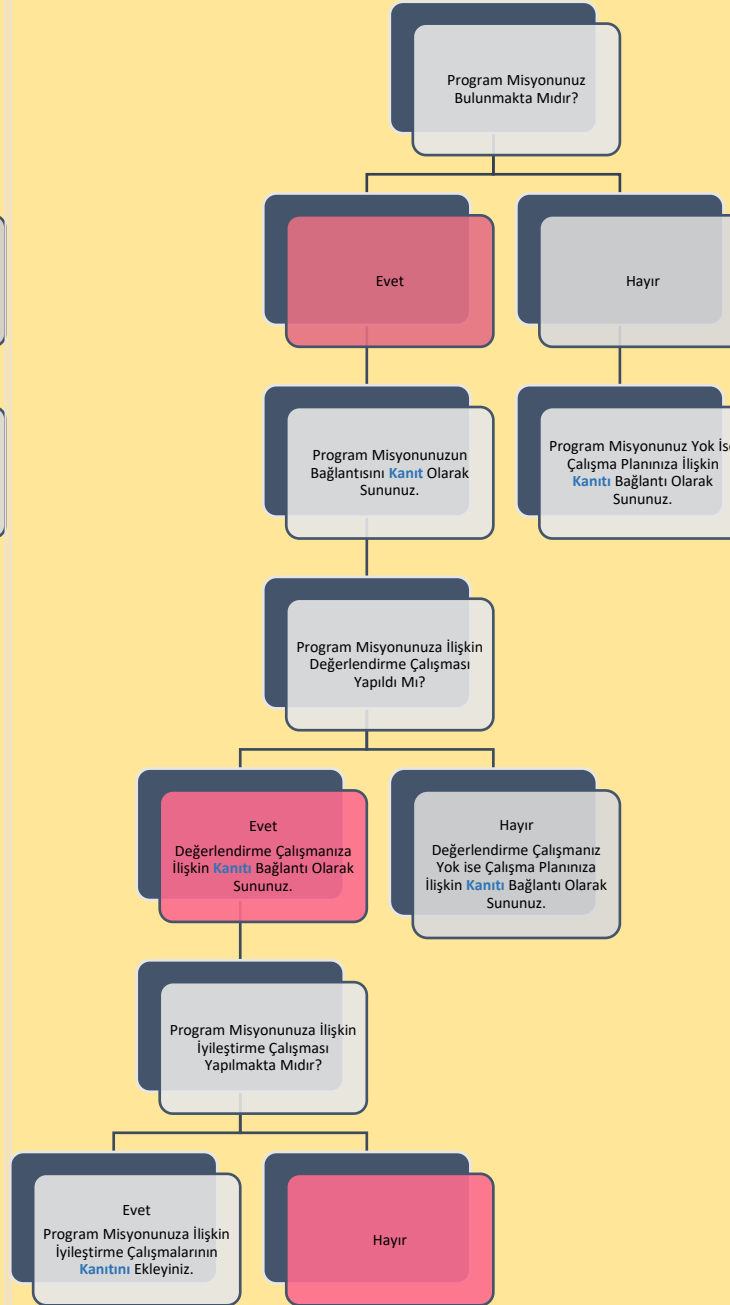 Program Misyonunuz
Bulunmakta Mıdır?
Evet
Hayır
Program Misyonunuzun
Bağlantısını Kanıt Olarak
Sununuz.
Program Misyonunuz Yok İse
Çalışma Planınıza İlişkin
Kanıtı Bağlantı Olarak
Sununuz.
Program Misyonunuza İlişkin
Değerlendirme Çalışması
Yapıldı Mı?
Evet
Değerlendirme Çalışmanıza
İlişkin Kanıtı Bağlantı Olarak
Sununuz.
Hayır
Değerlendirme Çalışmanız
Yok ise Çalışma Planınıza
İlişkin Kanıtı Bağlantı Olarak
Sununuz.
Program Misyonunuza İlişkin
İyileştirme Çalışması
Yapılmakta Mıdır?
Evet
Program Misyonunuza İlişkin
İyileştirme Çalışmalarının
Kanıtını Ekleyiniz.
Hayır